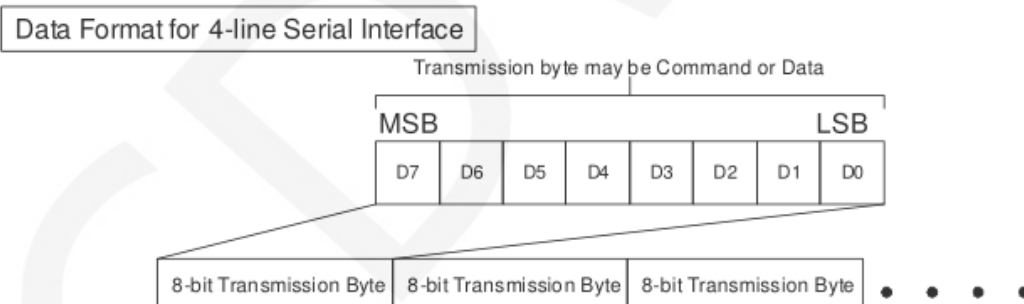 Data Format for 4-line Serial Interface
Transmission byte may be Command or Data
MSB LSB
D7 D6 D5 D4 D3 D2 D1 D0
8-bit Transmission Byte 8-bit Transmission Byte 8-bit Transmission Byte